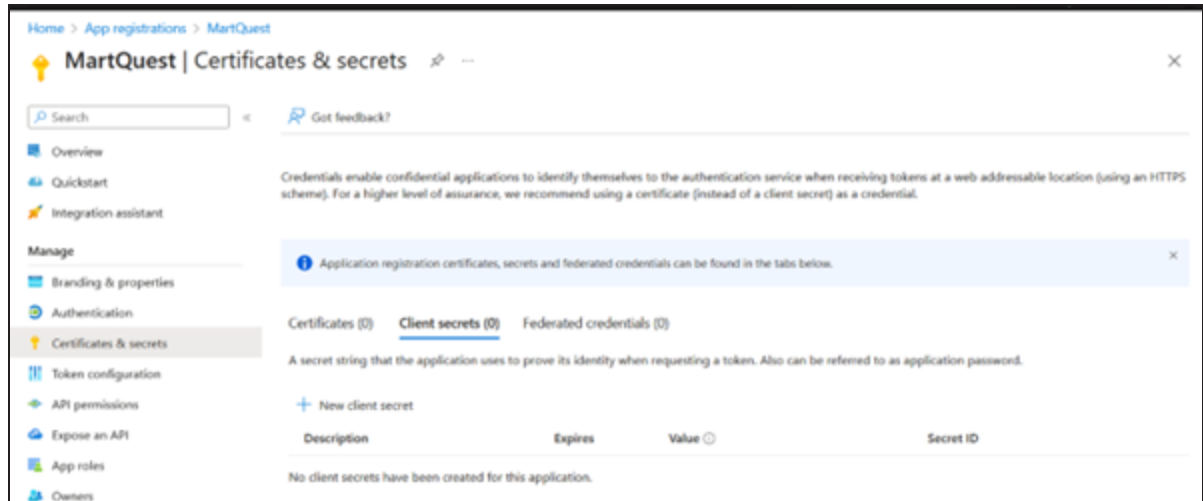 Home > App registrations > MartQuest
MartQuest | Certificates & secrets
Search
Got feedback?
Overview
Quickstart
Integration assistant
Manage
Branding & properties
Authentication
Certificates & secrets
Token configuration
API permissions
Expose an API
App roles
Owners
Credentials enable confidential applications to identify themselves to the authentication service when receiving tokens at a web addressable location (using an HTTPS
scheme). For a higher level of assurance, we recommend using a certificate (instead of a client secret) as a credential.
Application registration certificates, secrets and federated credentials can be found in the tabs below.
Certificates (0) Client secrets (0) Federated credentials (0)
A secret string that the application uses to prove its identity when requesting a token. Also can be referred to as application password.
New client secret
Description Expires Value Secret ID
No client secrets have been created for this application.